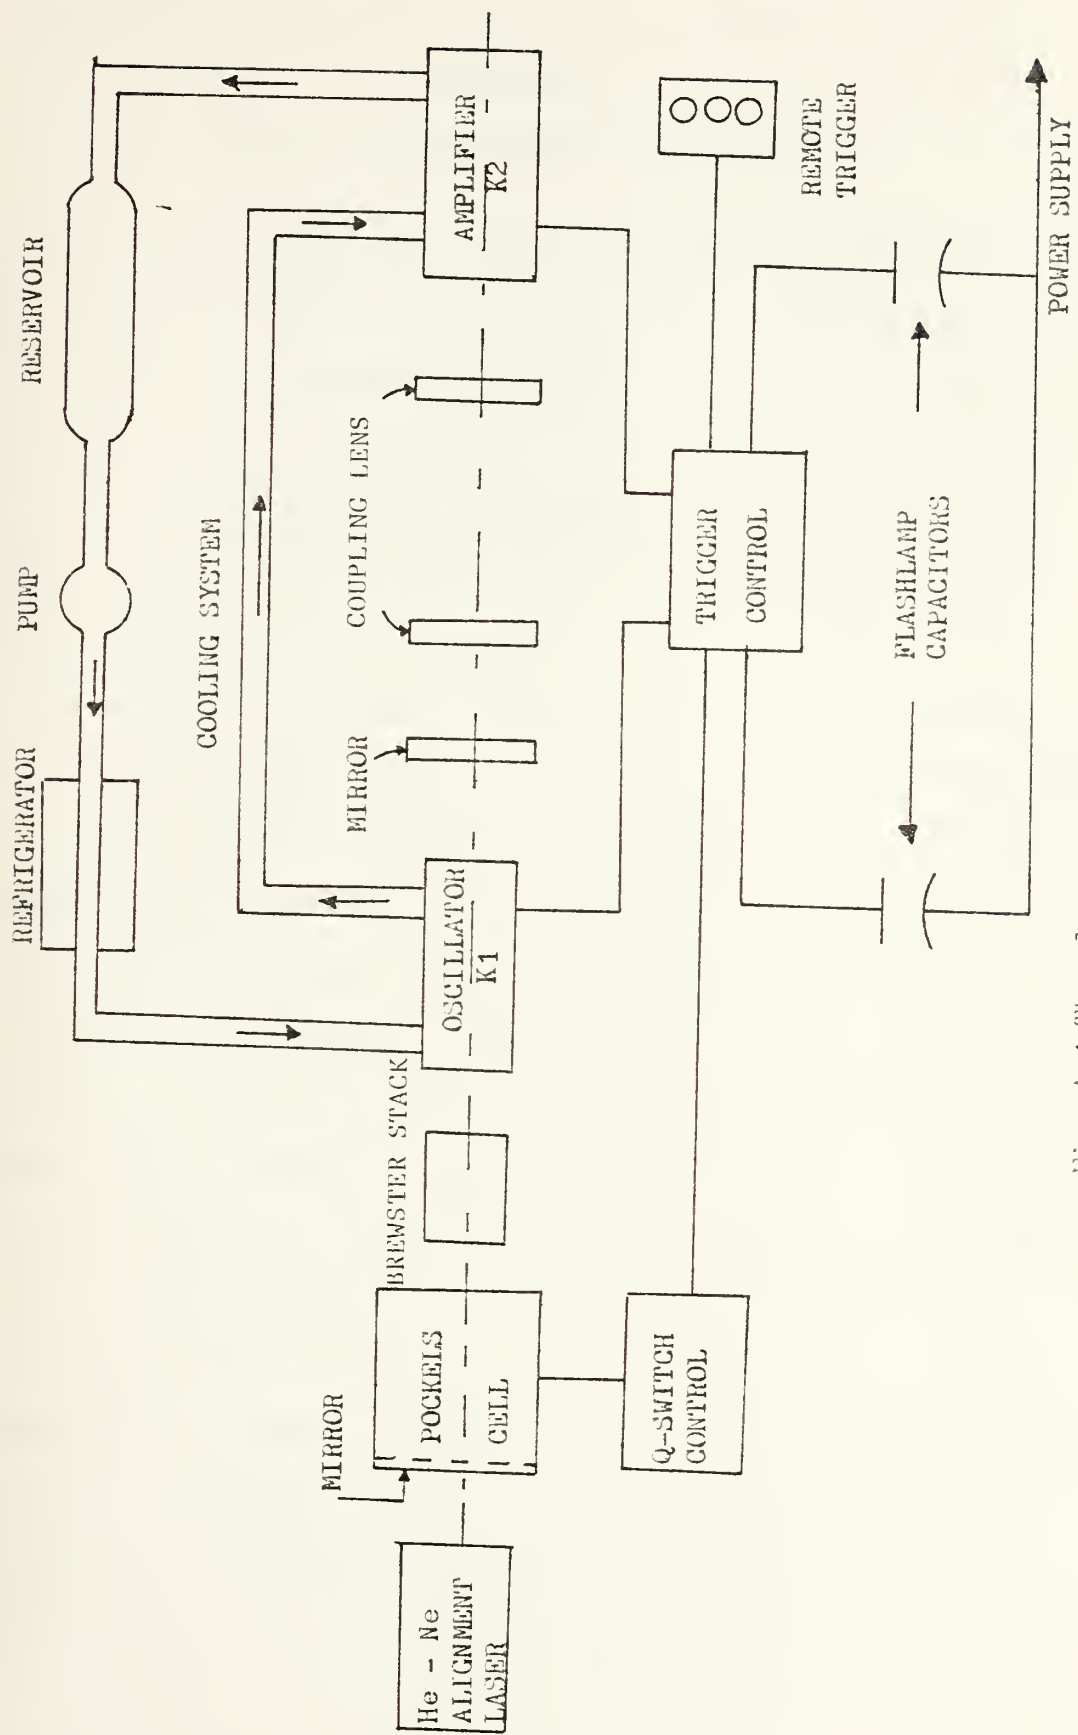 REFRIGERATOR
PUMP
RESERVOIR
COOLING SYSTEM
MIRROR
MIRROR
COUPLING LENS
He - Ne
ALIGNMENT
LASER
POCKELS
CELL
BREWSTER STACK
OSCILLATOR
K1
AMPLIFIER
K2
Q-SWITCH
CONTROL
TRIGGER
CONTROL
REMOTE
TRIGGER
FLASHLAMP
CAPACITORS
POWER SUPPLY